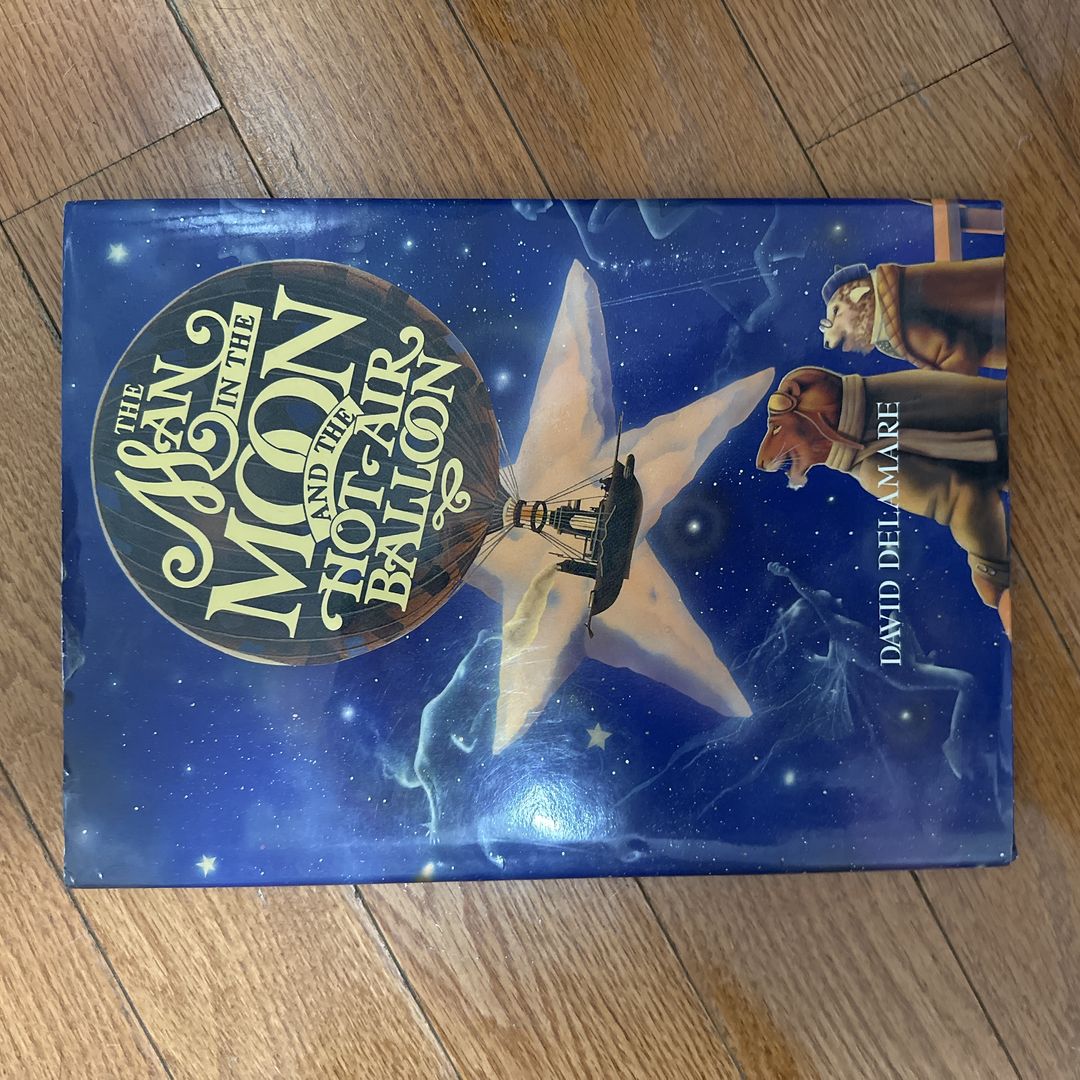 THE
MAN
IN THE
MOON
AND THE
HOT-AIR
BALLOON
DAVID DELAMARE